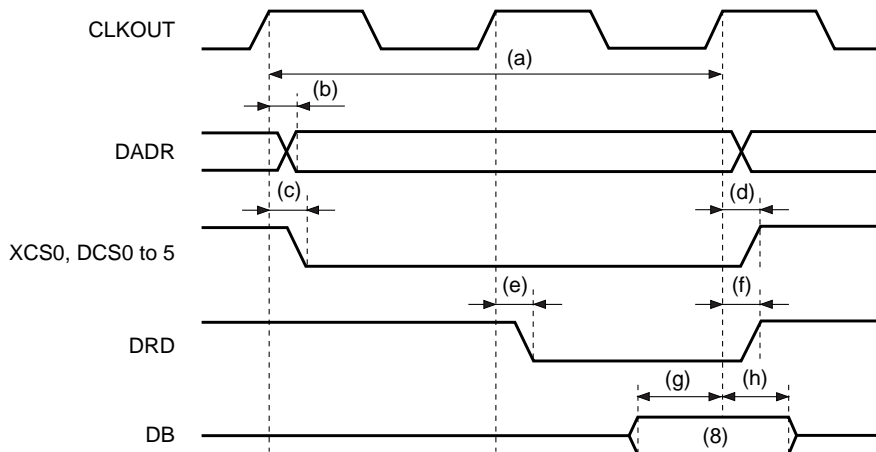 CLKOUT
(a)
(b)
DADR
(c)
(d)
XCS0, DCS0 to 5
(e)
(f)
DRD
(g)
(h)
DB
(8)